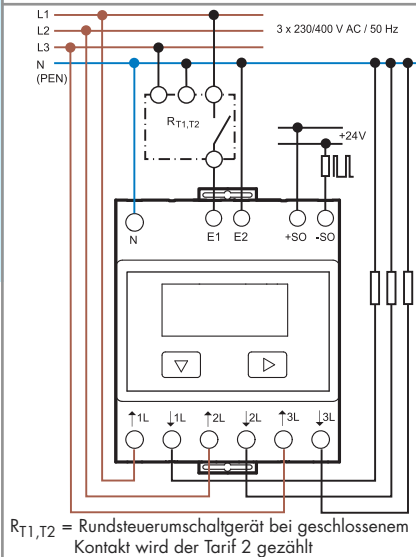 L1
L2
L3
N
(PEN)
3 x 230/400 V AC / 50 Hz
RT1,T2
+24V
N E1 E2 +SO -SO
↑1L ↓1L ↑2L ↓2L ↑3L ↓3L
RT1,T2 = Rundsteuerumschaltgerät bei geschlossenem
Kontakt wird der Tarif 2 gezählt